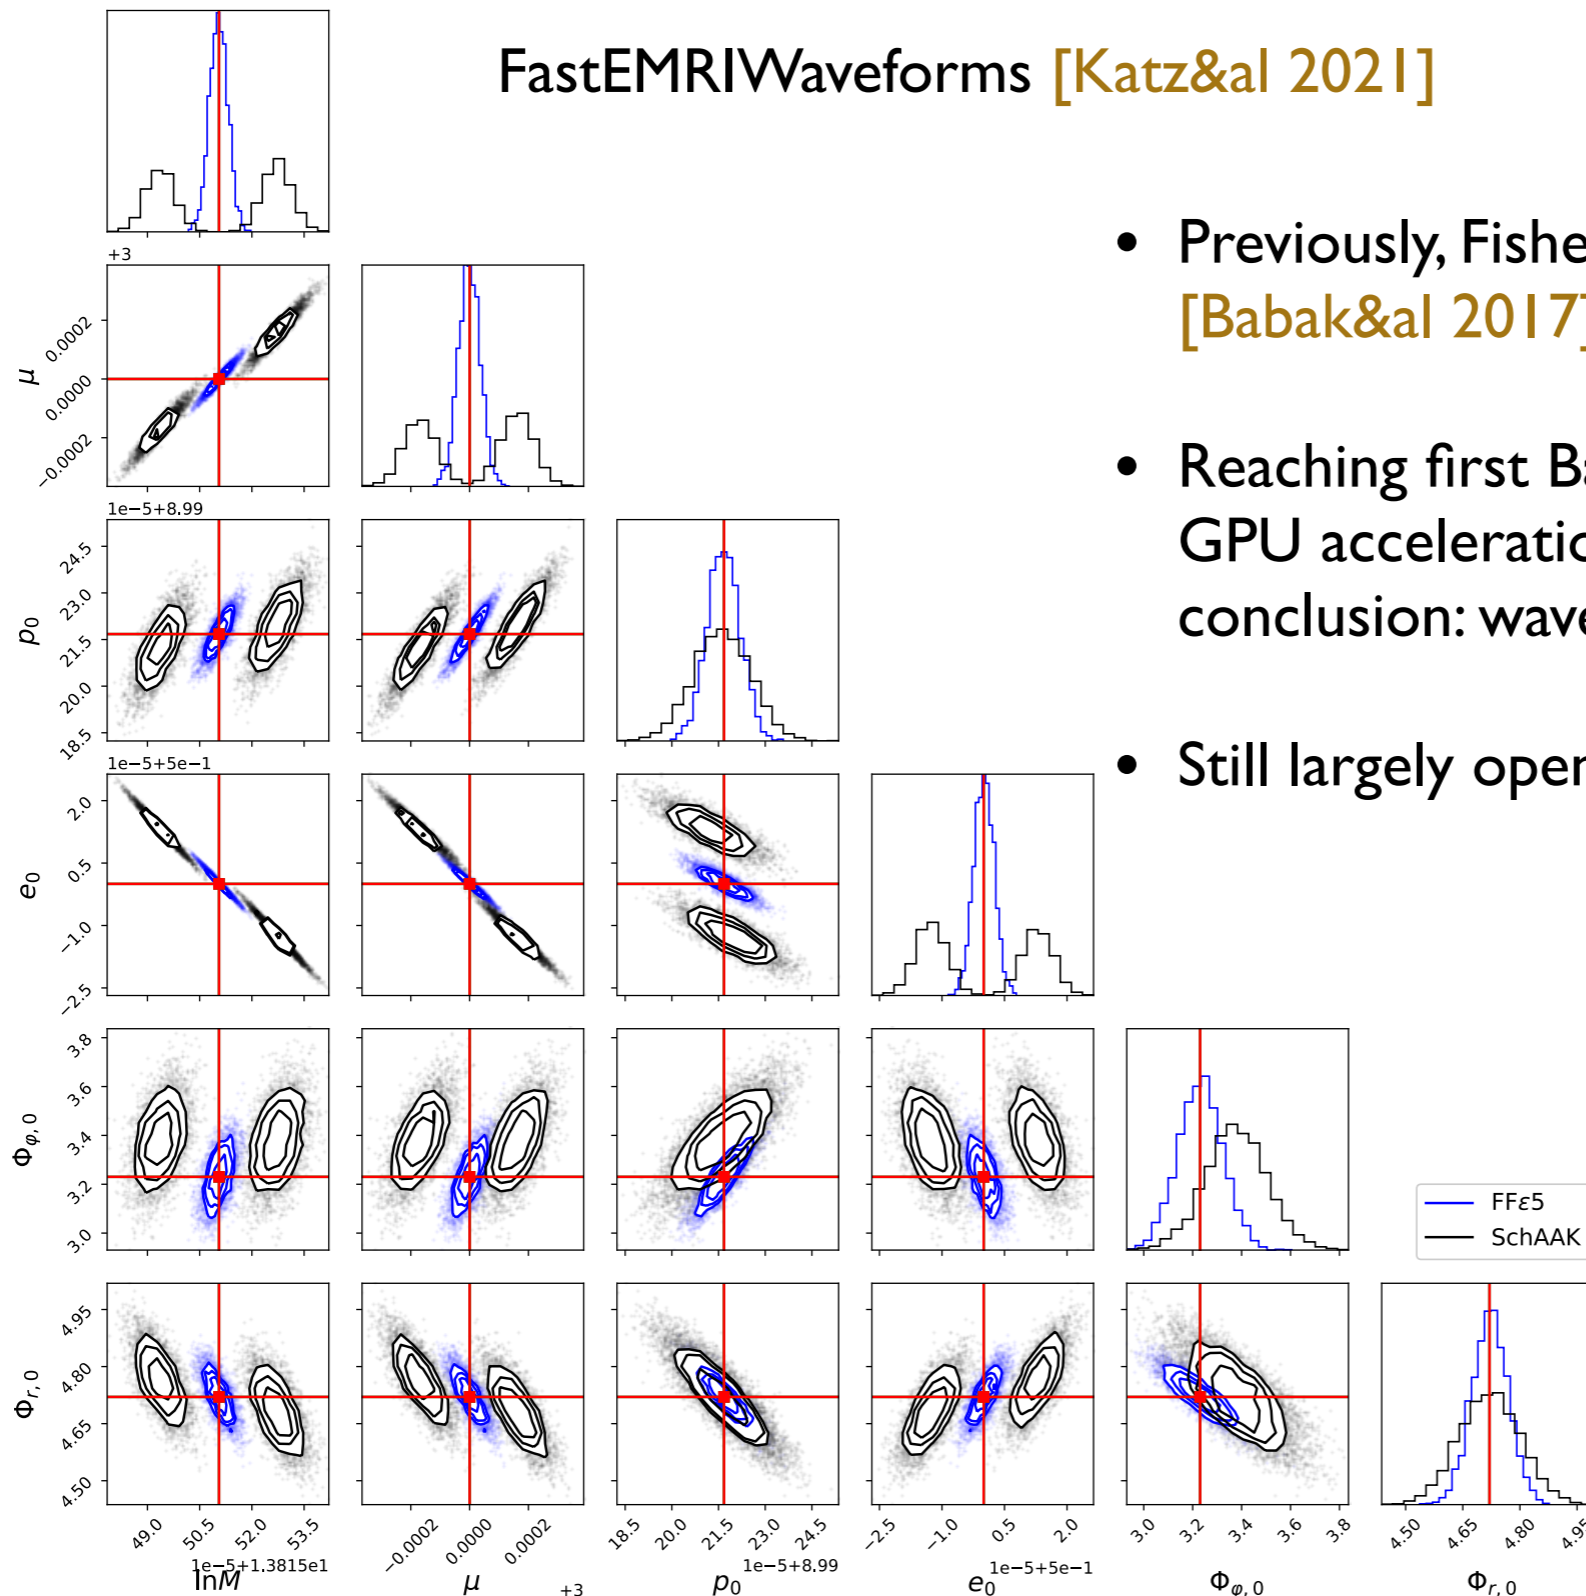 FastEMRIWaveforms [Katz&al 2021]
• Previously,
[Babak&al 2017]
• Reaching first
GPU
conclusion:
• Still largely
+3
μ
0.0002
0.0000
−0.0002
1e−5+8.99
p0
24.5
23.0
21.5
20.0
18.5
1e−5+5e−1
e0
2.0
0.5
−1.0
−2.5
Φφ, 0
3.8
3.6
3.4
3.2
3.0
FFε5
SchAAK
Φr, 0
4.95
4.80
4.65
4.50
49.0 50.5 52.0 53.5
1e−5+1.3815e1
lnM
−0.0002 0.0000 0.0002
+3
μ
18.5 20.0 21.5 23.0 24.5
1e−5+8.99
p0
−2.5 −1.0 0.5 2.0
1e−5+5e−1
e0
3.0 3.2 3.4 3.6 3.8
Φφ, 0
4.50 4.65 4.80 4.95
Φr, 0